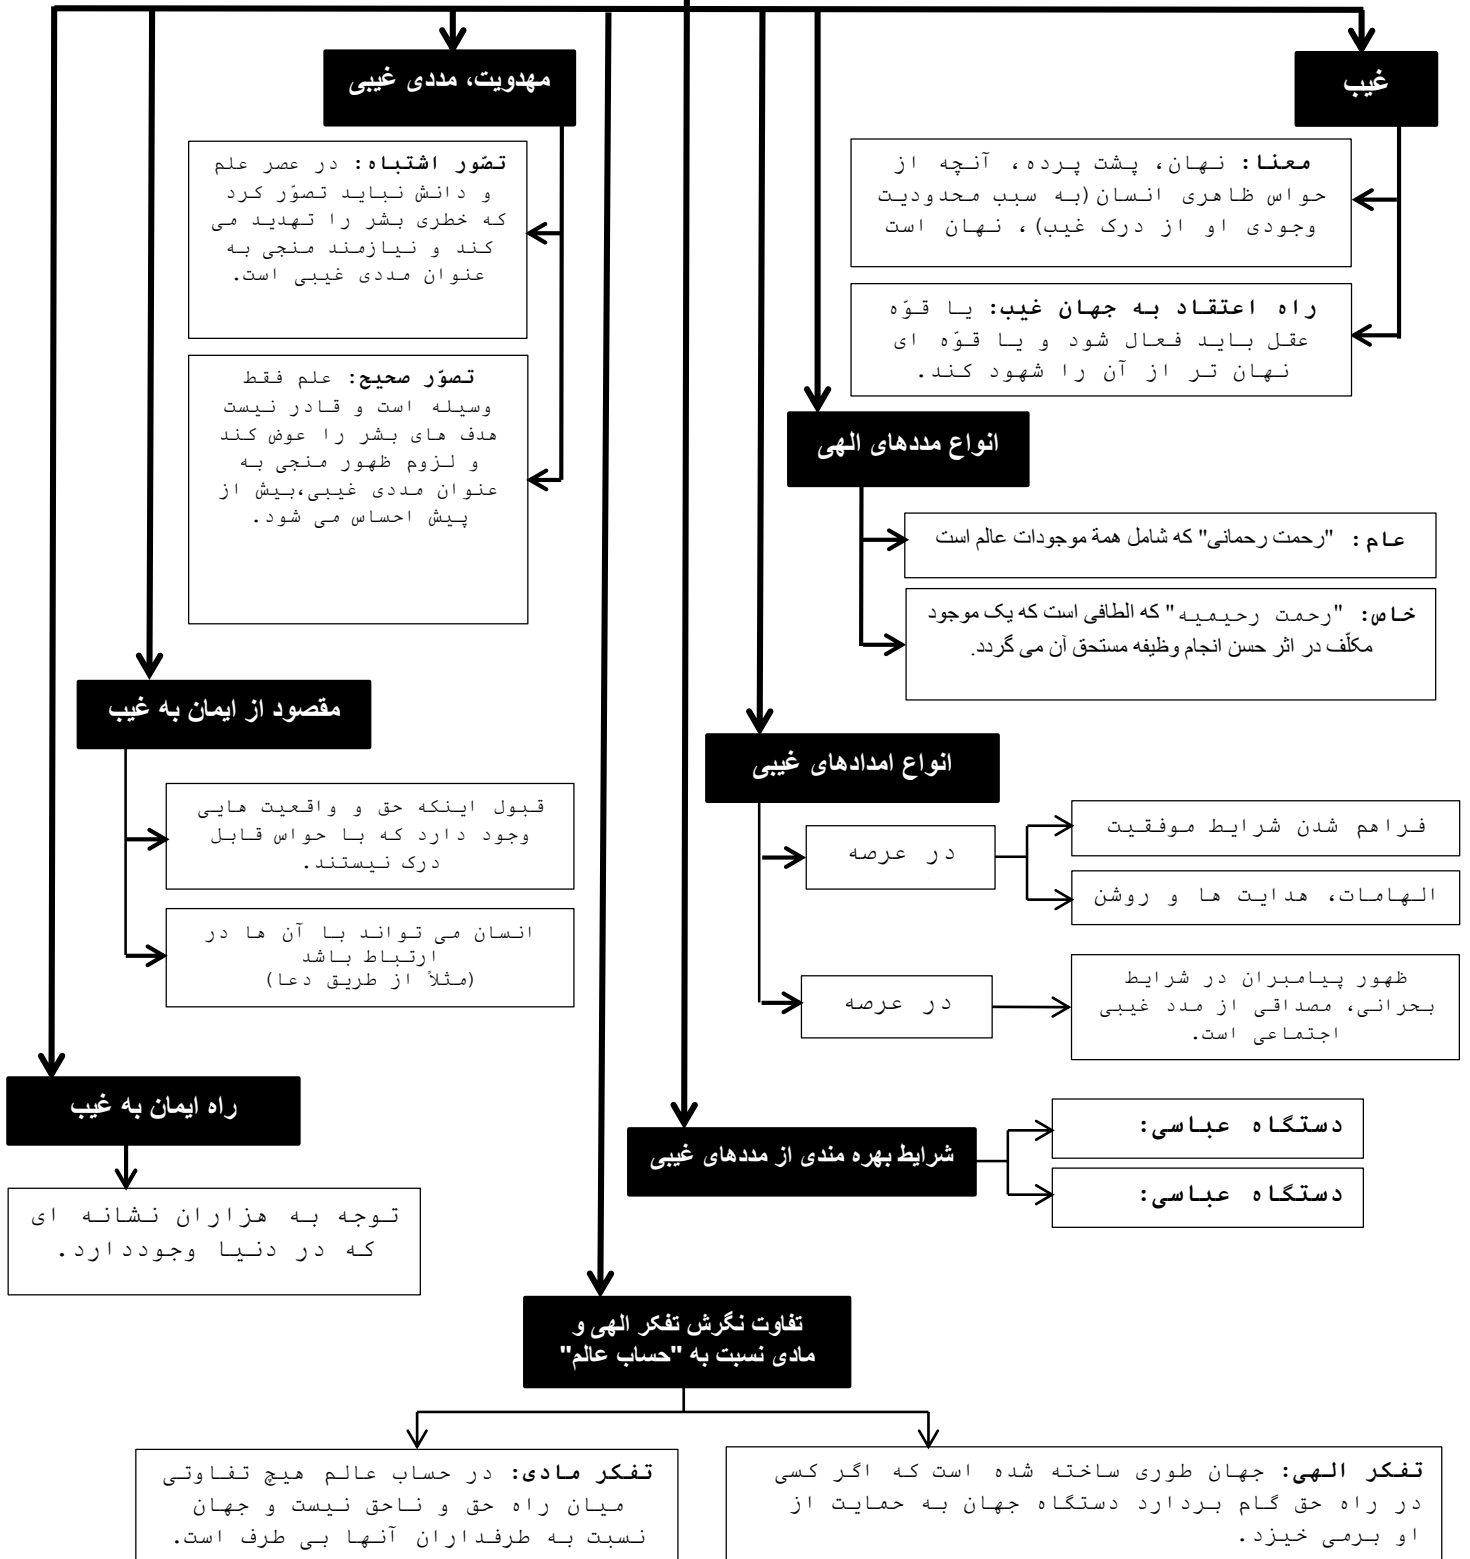 غیب
معنا: نهان، پشت پرده، آنچه از
حواس ظاهری انسان(به سبب محدودیت
وجودی او از درک غیب)، نهان است
راه اعتقاد به جهان غیب: یا قوّه
عقل باید فعال شود و یا قوّه ای
نهان تر از آن را شهود کند.
مهدویت، مددی غیبی
تصّور اشتباه: در عصر علم
و دانش نباید تصوّر کرد
که خطری بشر را تهدید می
کند و نیازمند منجی به
عنوان مددی غیبی است.
تصوّر صحیح: علم فقط
وسیله است و قادر نیست
هدف های بشر را عوض کند
و لزوم ظهور منجی به
عنوان مددی غیبی،بیش از
پیش احساس می شود.
انواع مددهای الهی
عام: "رحمت رحمانی" که شامل همة موجودات عالم است
خاص: "رحمت رحیمیه" که الطافی است که یک موجود
مکلّف در اثر حسن انجام وظیفه مستحق آن می گردد.
مقصود از ایمان به غیب
قبول اینکه حق و واقعیت هایی
وجود دارد که با حواس قابل
درک نیستند.
انسان می تواند با آن ها در
ارتباط باشد
(مثلاً از طریق دعا)
انواع امدادهای غیبی
در عرصه
فراهم شدن شرایط موفقیت
الهامات، هدایت ها و روشن
در عرصه
ظهور پیامبران در شرایط
بحرانی، مصداقی از مدد غیبی
اجتماعی است.
راه ایمان به غیب
توجه به هزاران نشانه ای
که در دنیا وجوددارد.
شرایط بهره مندی از مددهای غیبی
دستگاه عباسی:
دستگاه عباسی:
تفاوت نگرش تفکر الهی و
مادی نسبت به "حساب عالم"
تفکر الهی: جهان طوری ساخته شده است که اگر کسی
در راه حق گام بردارد دستگاه جهان به حمایت از
او برمی خیزد.
تفکر مادی: در حساب عالم هیچ تفاوتی
میان راه حق و ناحق نیست و جهان
نسبت به طرفداران آنها بی طرف است.